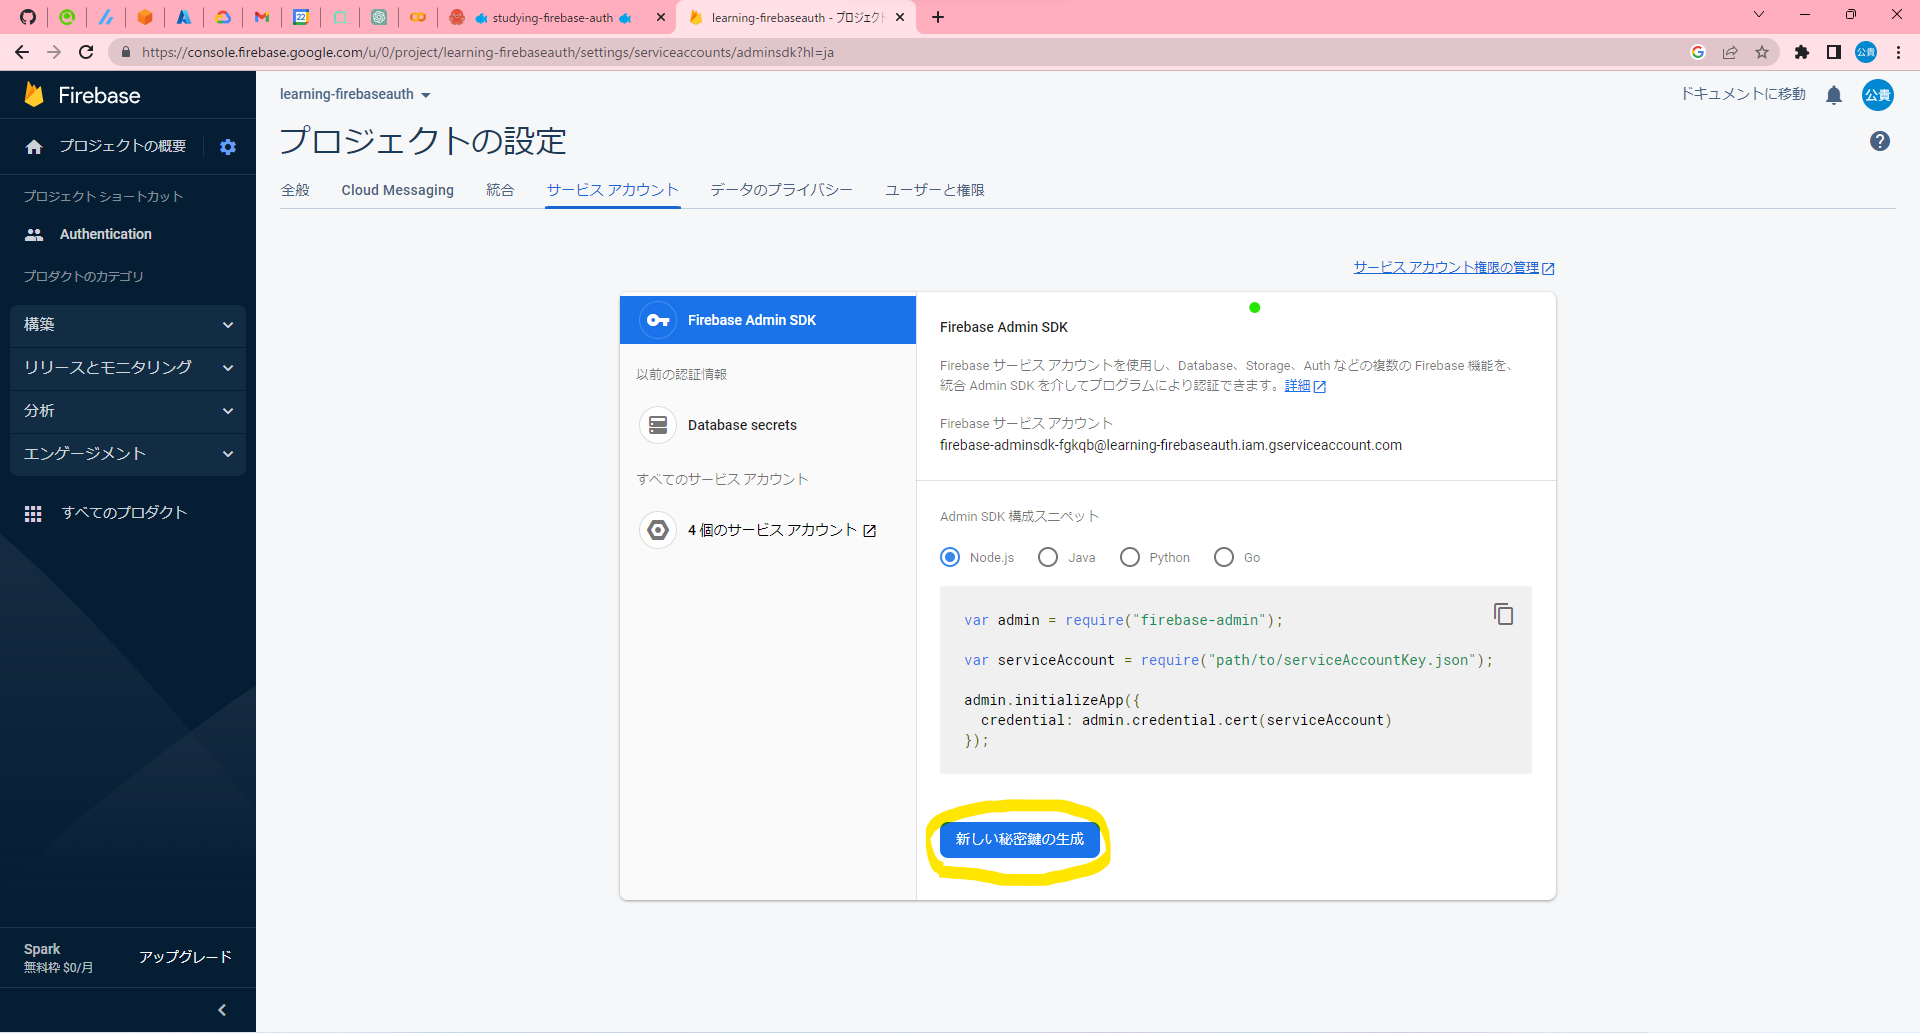 studying-firebase-auth
learning-firebaseauth - プロジェクト
https://console.firebase.google.com/u/0/project/learning-firebaseauth/settings/serviceaccounts/adminsdk?hl=ja
公貴
Firebase
learning-firebaseauth
ドキュメントに移動
公貴
プロジェクトの概要
プロジェクトの設定
全般
Cloud Messaging
統合
サービス アカウント
データのプライバシー
ユーザーと権限
プロジェクト ショートカット
Authentication
プロダクトのカテゴリ
構築
リリースとモニタリング
分析
エンゲージメント
すべてのプロダクト
Spark
無料枠 $0/月
アップグレード
サービス アカウント権限の管理
Firebase Admin SDK
以前の認証情報
Database secrets
すべてのサービス アカウント
4 個のサービス アカウント
Firebase Admin SDK
Firebase サービス アカウントを使用し、Database、Storage、Auth などの複数の Firebase 機能を、
統合 Admin SDK を介してプログラムにより認証できます。詳細
Firebase サービス アカウント
firebase-adminsdk-fgkqb@learning-firebaseauth.iam.gserviceaccount.com
Admin SDK 構成スニペット
Node.js
Java
Python
Go
var admin = require("firebase-admin");
var serviceAccount = require("path/to/serviceAccountKey.json");
admin.initializeApp({
  credential: admin.credential.cert(serviceAccount)
});
新しい秘密鍵の生成